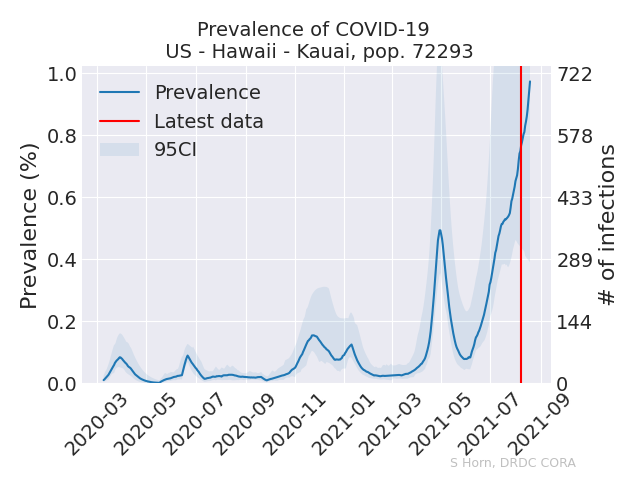 Prevalence of COVID-19
US - Hawaii - Kauai, pop. 72293
Prevalence
Latest data
95CI
Prevalence (%)
1.0
0.8
0.6
0.4
0.2
0.0
722
578
433
289
144
0
# of infections
2020-03
2020-05
2020-07
2020-09
2020-11
2021-01
2021-03
2021-05
2021-07
2021-09
S Horn, DRDC CORA